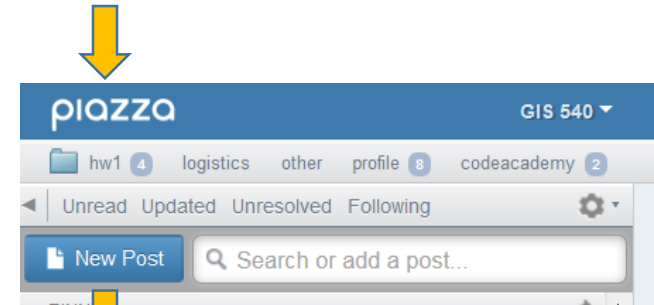 piazza GIS 540
hw1 4 logistics other profile 8 codeacademy 2
Unread Updated Unresolved Following
New Post Search or add a post...